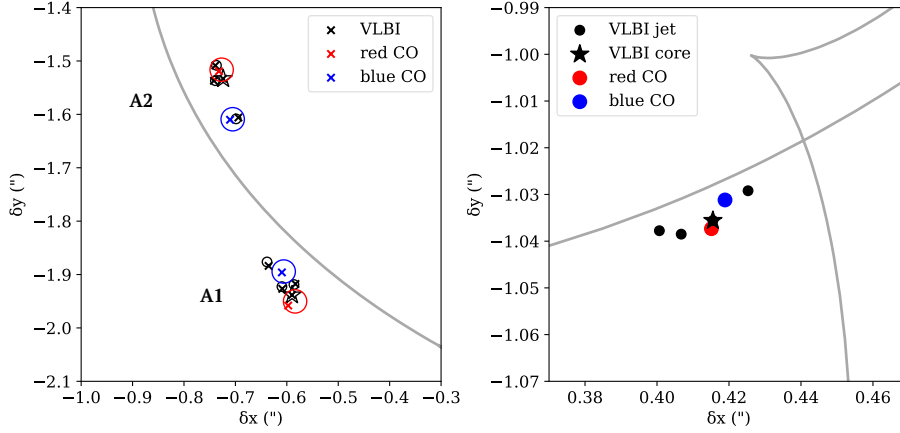 −1.4
−1.5
−1.6
−1.7
−1.8
−1.9
−2.0
−2.1
δy (")
−1.0
−0.9
−0.8
−0.7
−0.6
−0.5
−0.4
−0.3
δx (")
A2
A1
VLBI
red CO
blue CO
−0.99
−1.00
−1.01
−1.02
−1.03
−1.04
−1.05
−1.06
−1.07
δy (")
0.38
0.40
0.42
0.44
0.46
δx (")
VLBI jet
VLBI core
red CO
blue CO